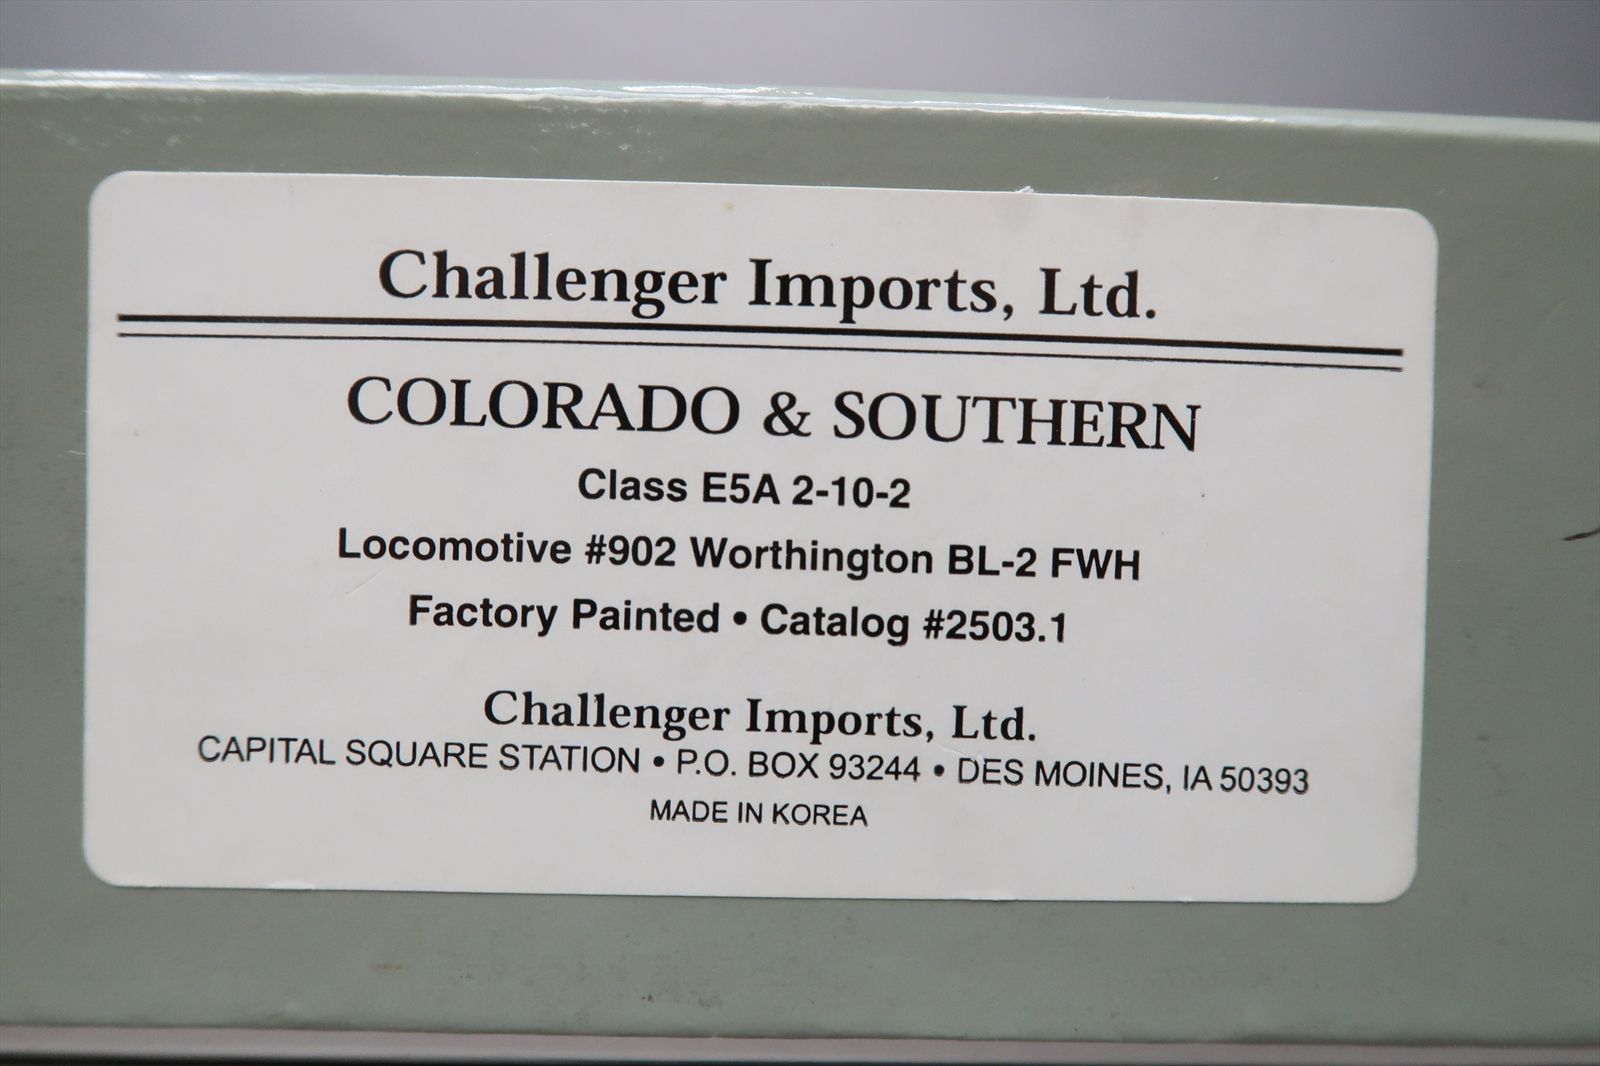 Challenger Imports, Ltd.
COLORADO & SOUTHERN
Class E5A 2-10-2
Locomotive #902 Worthington BL-2 FWH
Factory Painted • Catalog #2503.1
Challenger Imports, Ltd.
CAPITAL SQUARE STATION • P.O. BOX 93244 • DES MOINES, IA 50393
MADE IN KOREA